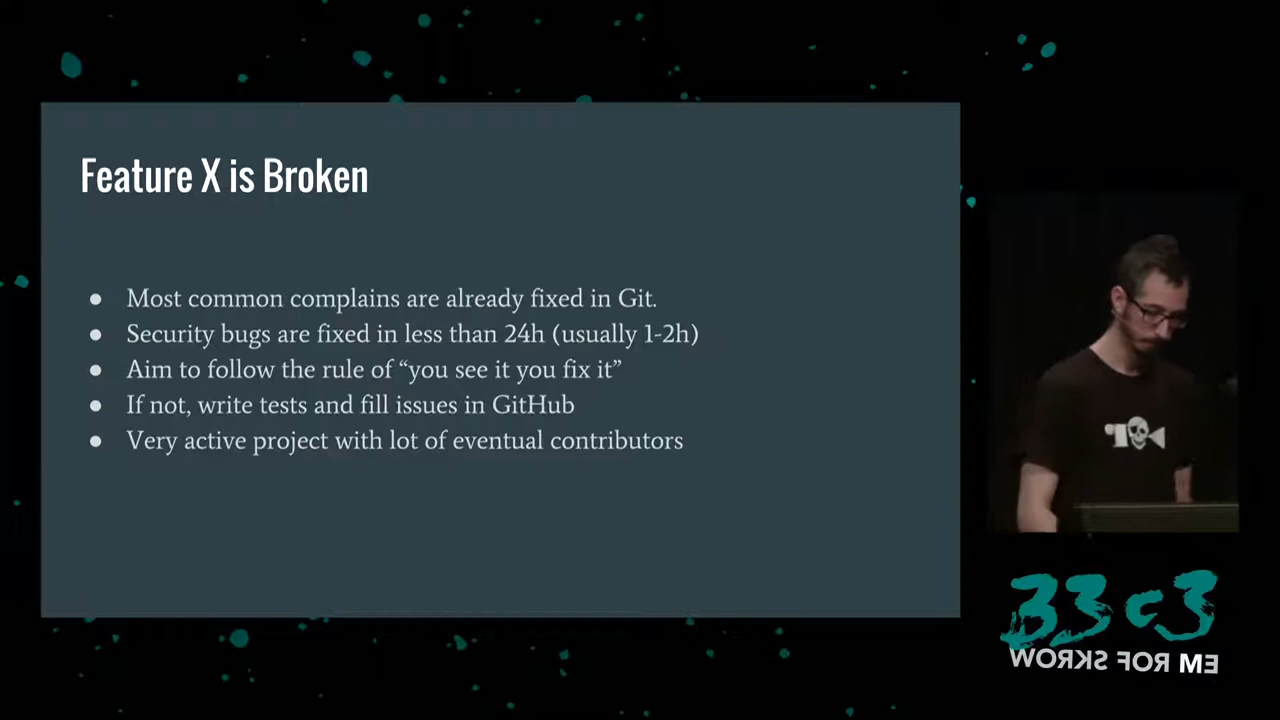 Feature X is Broken
Most common complains are already fixed in Git.
Security bugs are fixed in less than 24h (usually 1-2h)
Aim to follow the rule of “you see it you fix it”
If not, write tests and fill issues in GitHub
Very active project with lot of eventual contributors
33c3
WORKS FOR ME